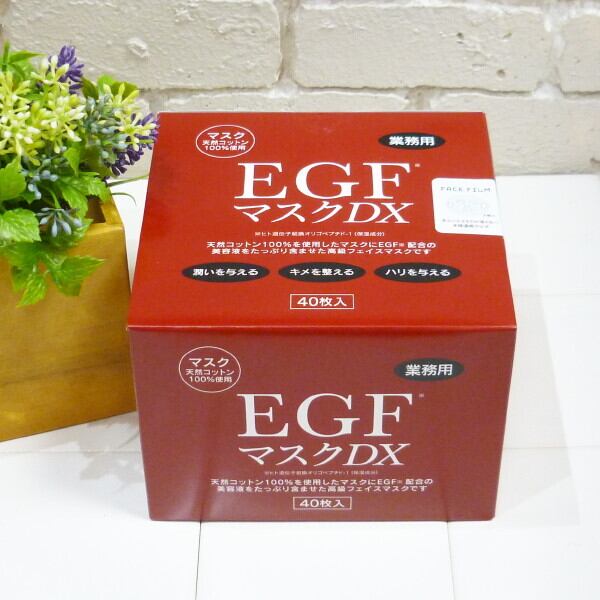 マスク
天然コットン
100%使用
業務用
EGF※
マスクDX
※ヒト遺伝子組換オリゴペプチド-1 (保湿成分)
天然コットン100%を使用したマスクにEGF※配合の
美容液をたっぷり含ませた高級フェイスマスクです
潤いを与える
キメを整える
ハリを与える
40枚入
FACE FILM
マスク
天然コットン
100%使用
業務用
EGF※
マスクDX
※ヒト遺伝子組換オリゴペプチド-1 (保湿成分)
天然コットン100%を使用したマスクにEGF※配合の
美容液をたっぷり含ませた高級フェイスマスクです
40枚入